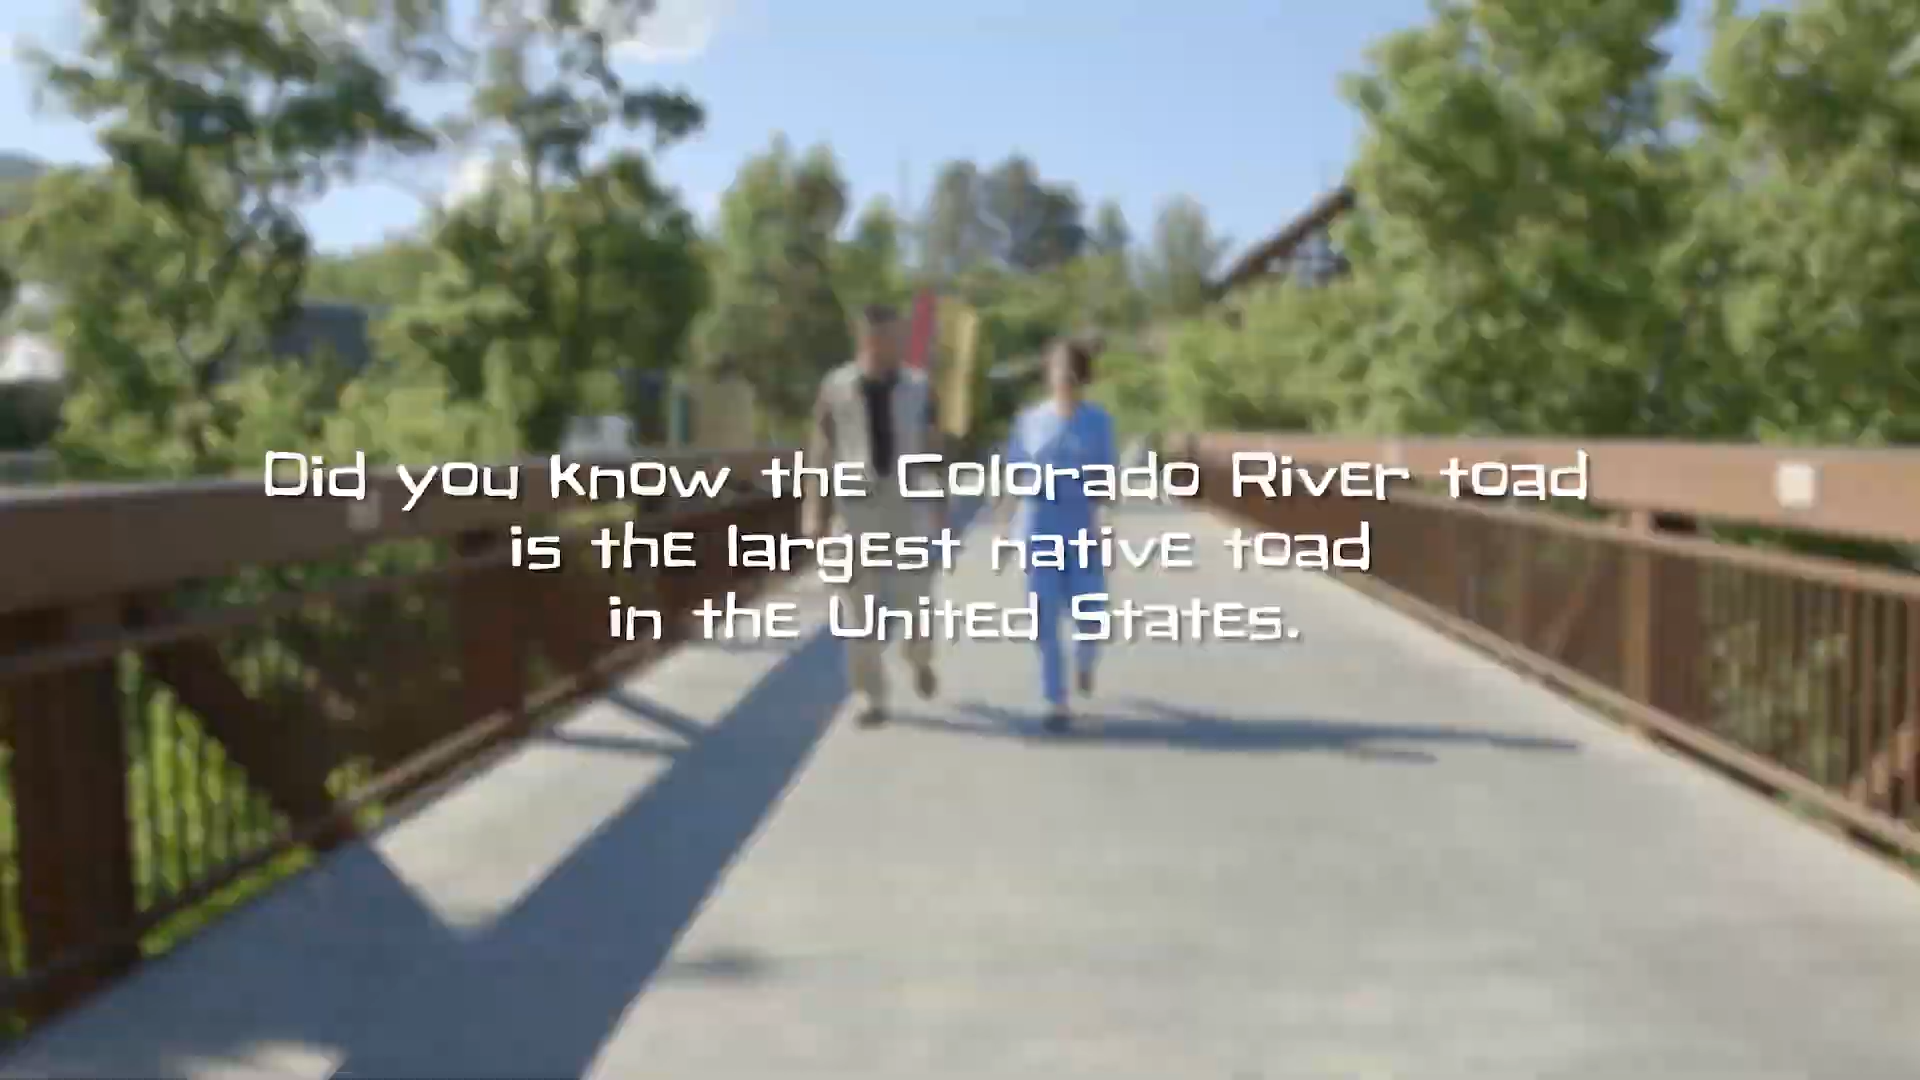 Did you know the Colorado River toad
is the largest native toad
in the United States.